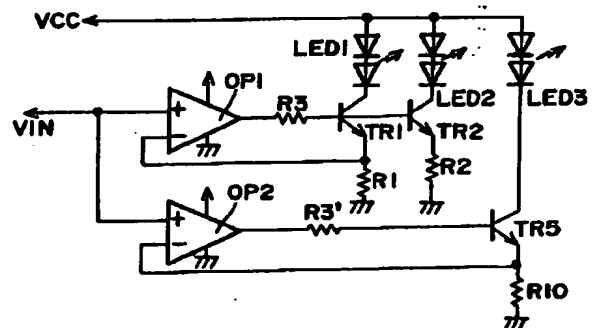 VCC
LED1
OP1
R3
LED2
LED3
+
−
VIN
TR1
TR2
R1
R2
OP2
R3'
+
−
TR5
R10